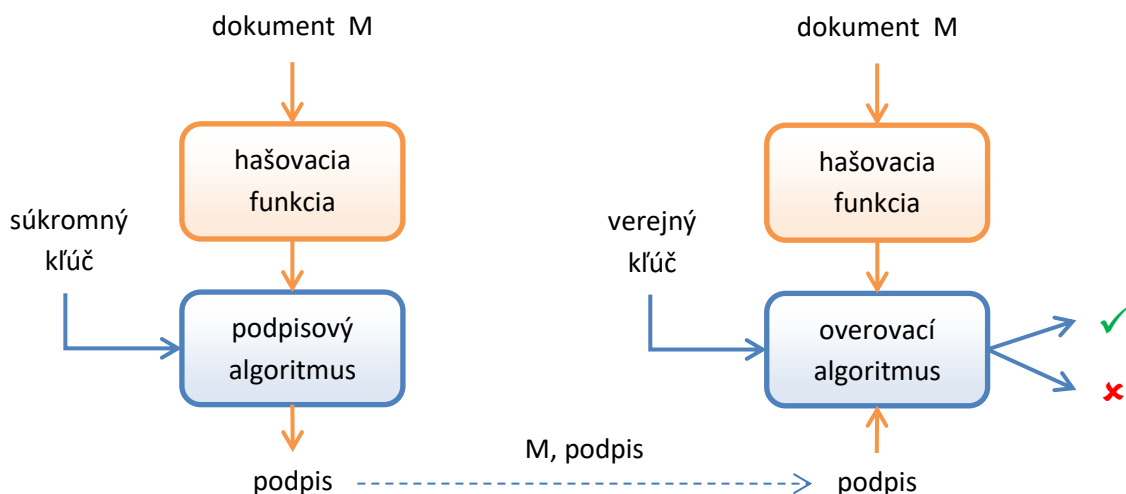 dokument M
hašovacia
funkcia
súkromný
kľúč
podpisový
algoritmus
podpis
M, podpis
dokument M
hašovacia
funkcia
verejný
kľúč
overovací
algoritmus
podpis